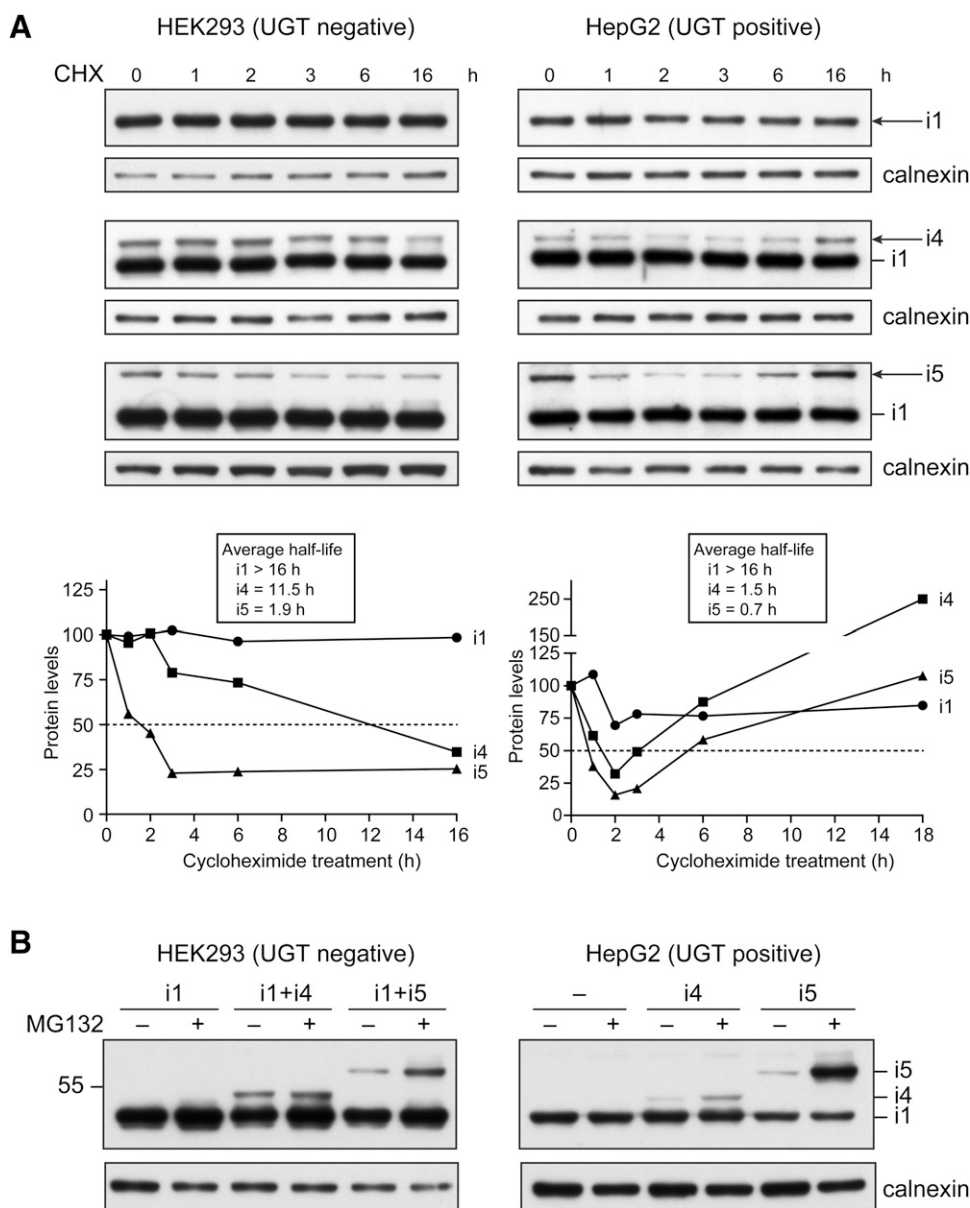 A
HEK293 (UGT negative)
HepG2 (UGT positive)
CHX 0 1 2 3 6 16 h
0 1 2 3 6 16 h
i1
calnexin
i4
i1
calnexin
i5
i1
calnexin
Average half-life
i1 > 16 h
i4 = 11.5 h
i5 = 1.9 h
Protein levels
125
100
75
50
25
0
i1
i4
i5
0 2 4 6 8 10 12 14 16
Cycloheximide treatment (h)
Average half-life
i1 > 16 h
i4 = 1.5 h
i5 = 0.7 h
Protein levels
250
150
125
100
75
50
25
0
i4
i5
i1
0 2 4 6 8 10 12 14 18
Cycloheximide treatment (h)
B
HEK293 (UGT negative)
HepG2 (UGT positive)
i1 i1+i4 i1+i5
– i4 i5
MG132 – + – + – +
– + – + – +
55
i5
i4
i1
calnexin